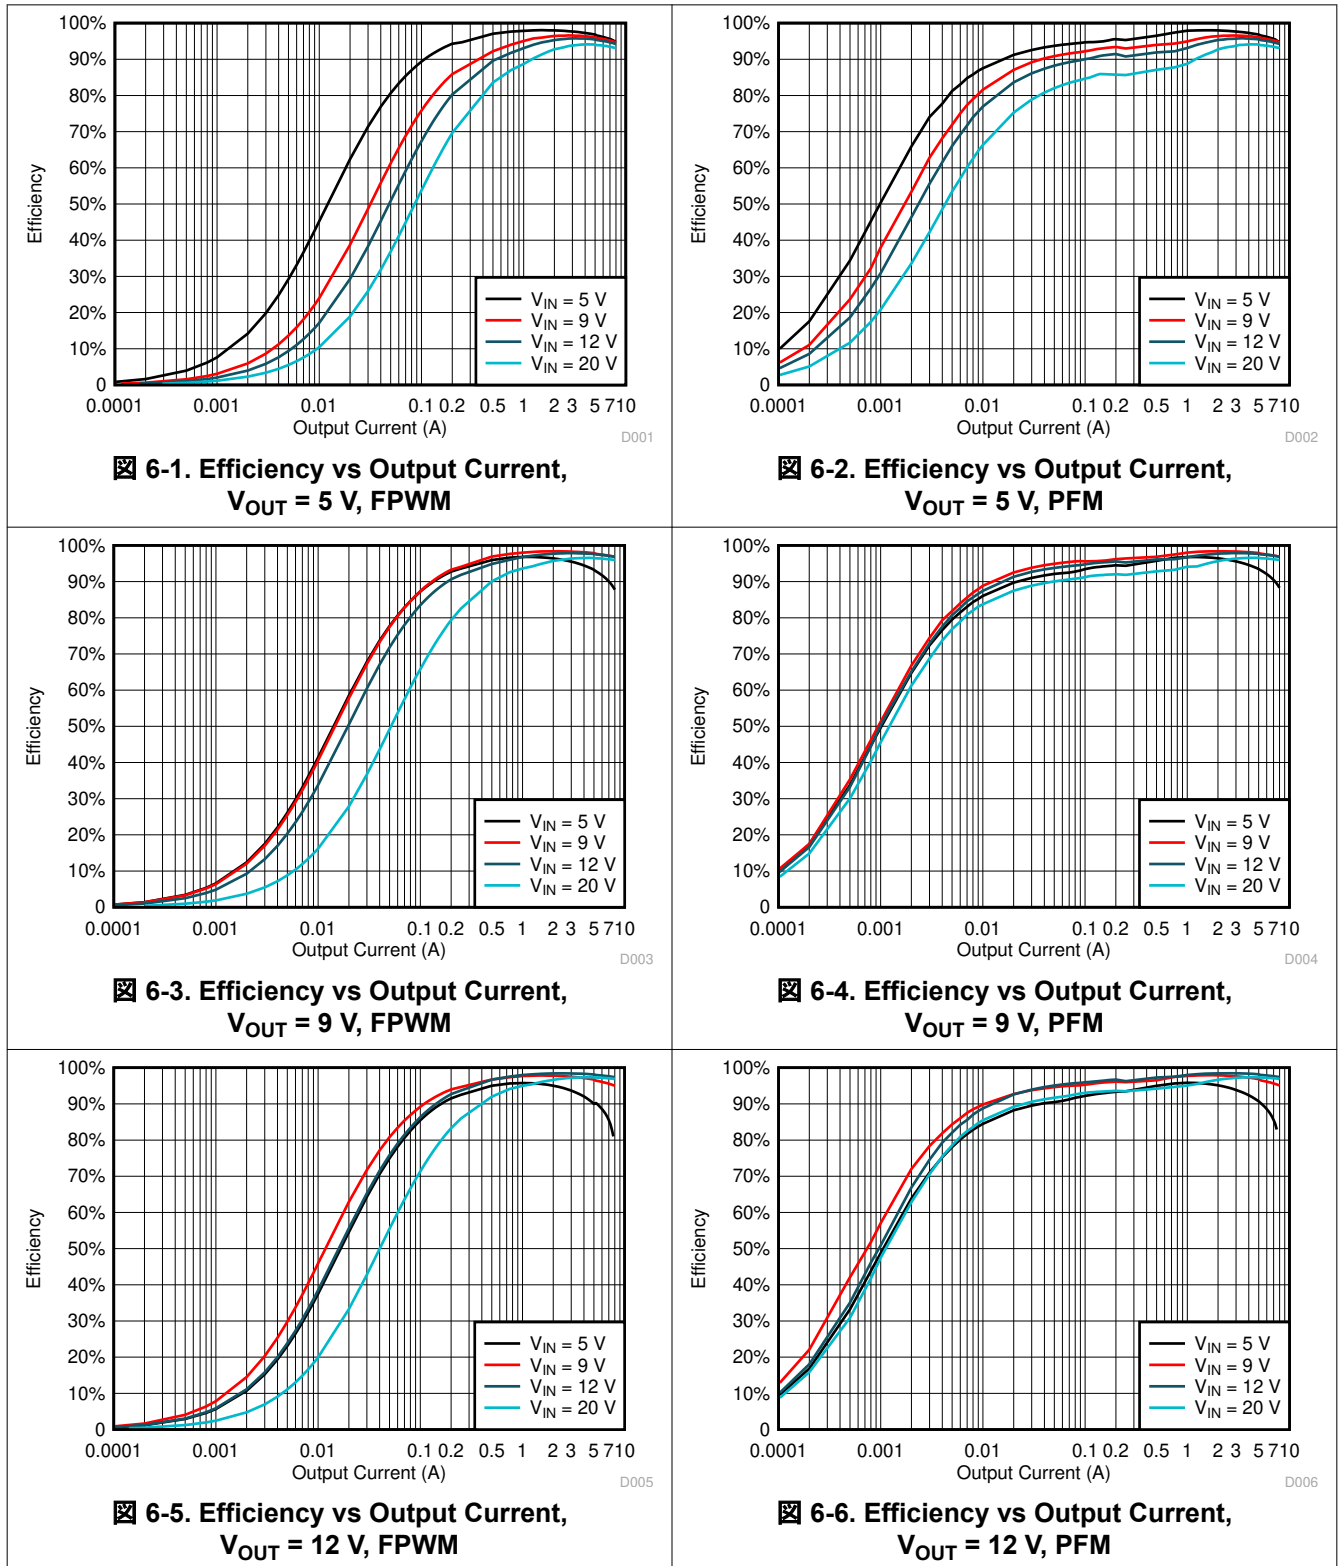 100%
90%
80%
70%
60%
50%
40%
30%
20%
10%
0
Efficiency
0.0001 0.001 0.01 0.1 0.2 0.5 1 2 3 5 7 10
Output Current (A)
V_IN = 5 V
V_IN = 9 V
V_IN = 12 V
V_IN = 20 V
D001
図 6-1. Efficiency vs Output Current,
V_OUT = 5 V, FPWM
100%
90%
80%
70%
60%
50%
40%
30%
20%
10%
0
Efficiency
0.0001 0.001 0.01 0.1 0.2 0.5 1 2 3 5 7 10
Output Current (A)
V_IN = 5 V
V_IN = 9 V
V_IN = 12 V
V_IN = 20 V
D002
図 6-2. Efficiency vs Output Current,
V_OUT = 5 V, PFM
100%
90%
80%
70%
60%
50%
40%
30%
20%
10%
0
Efficiency
0.0001 0.001 0.01 0.1 0.2 0.5 1 2 3 5 7 10
Output Current (A)
V_IN = 5 V
V_IN = 9 V
V_IN = 12 V
V_IN = 20 V
D003
図 6-3. Efficiency vs Output Current,
V_OUT = 9 V, FPWM
100%
90%
80%
70%
60%
50%
40%
30%
20%
10%
0
Efficiency
0.0001 0.001 0.01 0.1 0.2 0.5 1 2 3 5 7 10
Output Current (A)
V_IN = 5 V
V_IN = 9 V
V_IN = 12 V
V_IN = 20 V
D004
図 6-4. Efficiency vs Output Current,
V_OUT = 9 V, PFM
100%
90%
80%
70%
60%
50%
40%
30%
20%
10%
0
Efficiency
0.0001 0.001 0.01 0.1 0.2 0.5 1 2 3 5 7 10
Output Current (A)
V_IN = 5 V
V_IN = 9 V
V_IN = 12 V
V_IN = 20 V
D005
図 6-5. Efficiency vs Output Current,
V_OUT = 12 V, FPWM
100%
90%
80%
70%
60%
50%
40%
30%
20%
10%
0
Efficiency
0.0001 0.001 0.01 0.1 0.2 0.5 1 2 3 5 7 10
Output Current (A)
V_IN = 5 V
V_IN = 9 V
V_IN = 12 V
V_IN = 20 V
D006
図 6-6. Efficiency vs Output Current,
V_OUT = 12 V, PFM